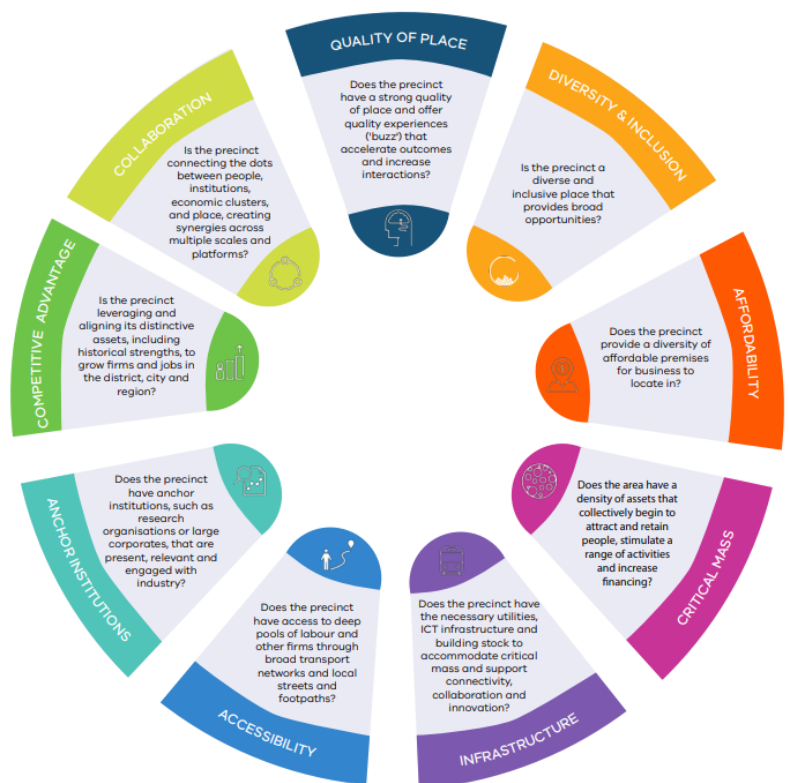 QUALITY OF PLACE
Does the precinct
have a strong quality
of place and offer
quality experiences
('buzz') that
accelerate outcomes
and increase
interactions?
DIVERSITY & INCLUSION
Is the precinct a
diverse and
inclusive place that
provides broad
opportunities?
AFFORDABILITY
Does the precinct
provide a diversity of
affordable premises
for business to
locate in?
CRITICAL MASS
Does the area have a
density of assets that
collectively begin to
attract and retain
people, stimulate a
range of activities
and increase
financing?
INFRASTRUCTURE
Does the precinct have
the necessary utilities,
ICT infrastructure and
building stock to
accommodate critical
mass and support
connectivity,
collaboration and
innovation?
ACCESSIBILITY
Does the precinct
have access to deep
pools of labour and
other firms through
broad transport
networks and local
streets and
footpaths?
ANCHOR INSTITUTIONS
Does the precinct
have anchor
institutions, such as
research
organisations or large
corporates, that are
present, relevant and
engaged with
industry?
COMPETITIVE ADVANTAGE
Is the precinct
leveraging and
aligning its distinctive
assets, including
historical strengths, to
grow firms and jobs in
the district, city and
region?
COLLABORATION
Is the precinct
connecting the dots
between people,
institutions,
economic clusters,
and place, creating
synergies across
multiple scales and
platforms?